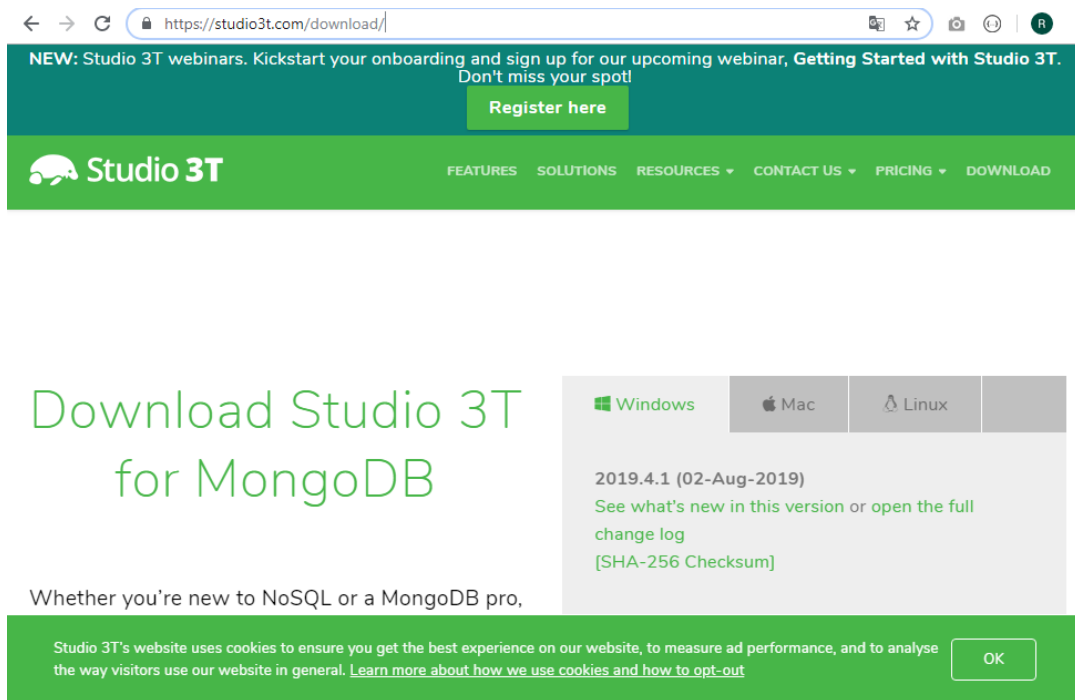 https://studio3t.com/download/
R
NEW: Studio 3T webinars. Kickstart your onboarding and sign up for our upcoming webinar, Getting Started with Studio 3T.
Don't miss your spot!
Register here
Studio 3T
FEATURES SOLUTIONS RESOURCES CONTACT US PRICING DOWNLOAD
Download Studio 3T
for MongoDB
Windows Mac Linux
2019.4.1 (02-Aug-2019)
See what's new in this version or open the full
change log
[SHA-256 Checksum]
Whether you’re new to NoSQL or a MongoDB pro,
Studio 3T's website uses cookies to ensure you get the best experience on our website, to measure ad performance, and to analyse
the way visitors use our website in general. Learn more about how we use cookies and how to opt-out
OK